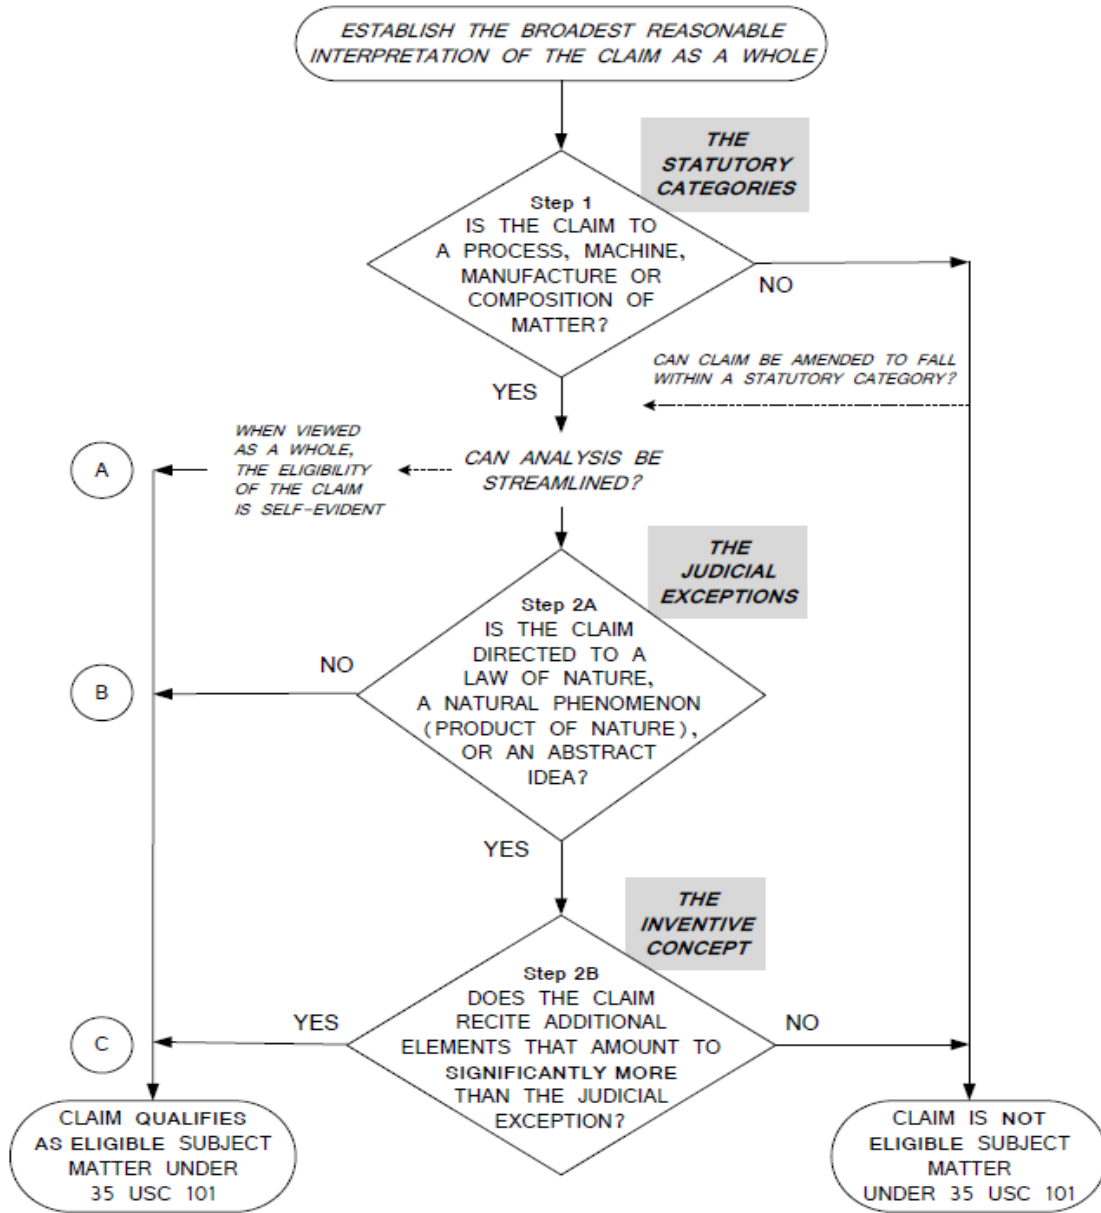 ESTABLISH THE BROADEST REASONABLE
INTERPRETATION OF THE CLAIM AS A WHOLE
THE
STATUTORY
CATEGORIES
Step 1
IS THE CLAIM TO
A PROCESS, MACHINE,
MANUFACTURE OR
COMPOSITION OF
MATTER?
NO
YES
CAN CLAIM BE AMENDED TO FALL
WITHIN A STATUTORY CATEGORY?
A
WHEN VIEWED
AS A WHOLE,
THE ELIGIBILITY
OF THE CLAIM
IS SELF-EVIDENT
CAN ANALYSIS BE
STREAMLINED?
THE
JUDICIAL
EXCEPTIONS
Step 2A
IS THE CLAIM
DIRECTED TO A
LAW OF NATURE,
A NATURAL PHENOMENON
(PRODUCT OF NATURE),
OR AN ABSTRACT
IDEA?
NO
B
YES
THE
INVENTIVE
CONCEPT
Step 2B
DOES THE CLAIM
RECITE ADDITIONAL
ELEMENTS THAT AMOUNT TO
SIGNIFICANTLY MORE
THAN THE JUDICIAL
EXCEPTION?
YES
NO
C
CLAIM QUALIFIES
AS ELIGIBLE SUBJECT
MATTER UNDER
35 USC 101
CLAIM IS NOT
ELIGIBLE SUBJECT
MATTER
UNDER 35 USC 101